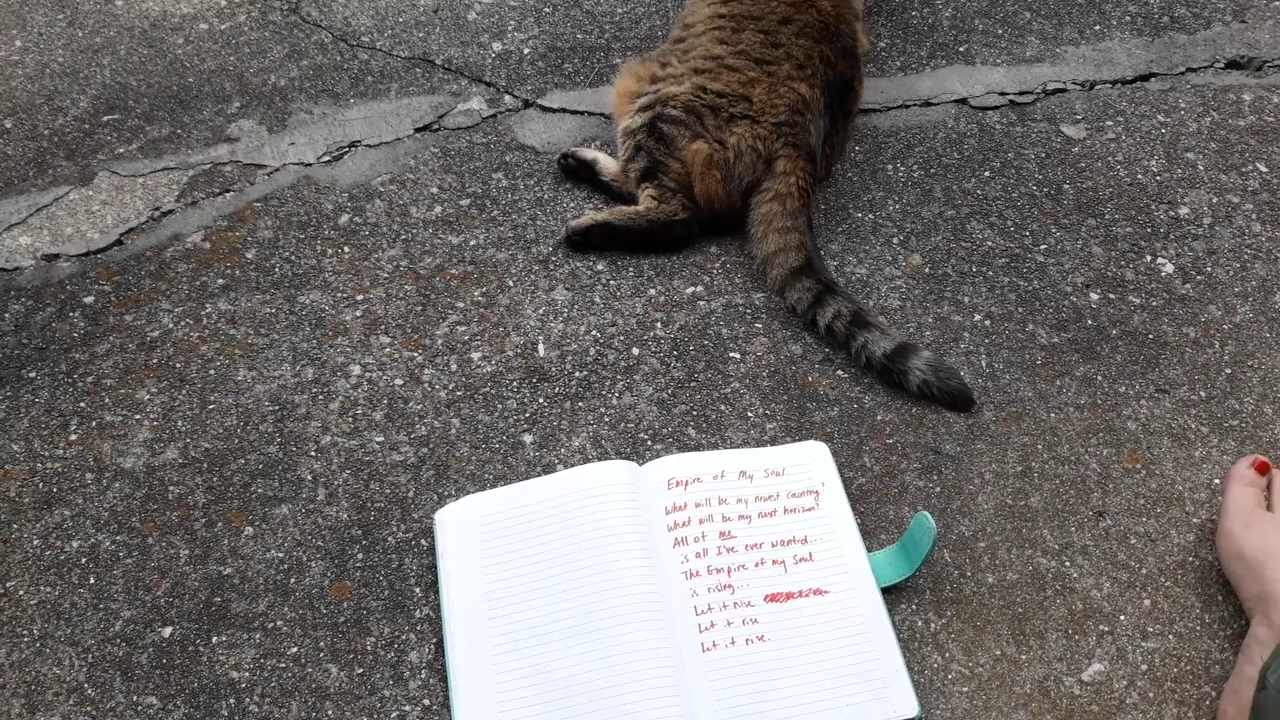 Empire of My Soul
What will be my newest country?
What will be my next horizon?
All of me
is all I've ever wanted...
The Empire of my Soul
is rising...
Let it rise
Let it rise
Let it rise.